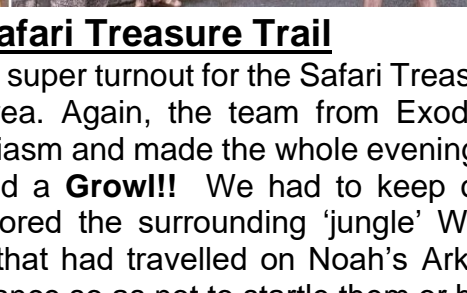 afari Treasure Trail
super turnout for the Safari Treas
ea. Again, the team from Exod
iasm and made the whole evening
d a Growl!! We had to keep
ored the surrounding ‘jungle’ W
that had travelled on Noah’s Ark
so as not to startle them or